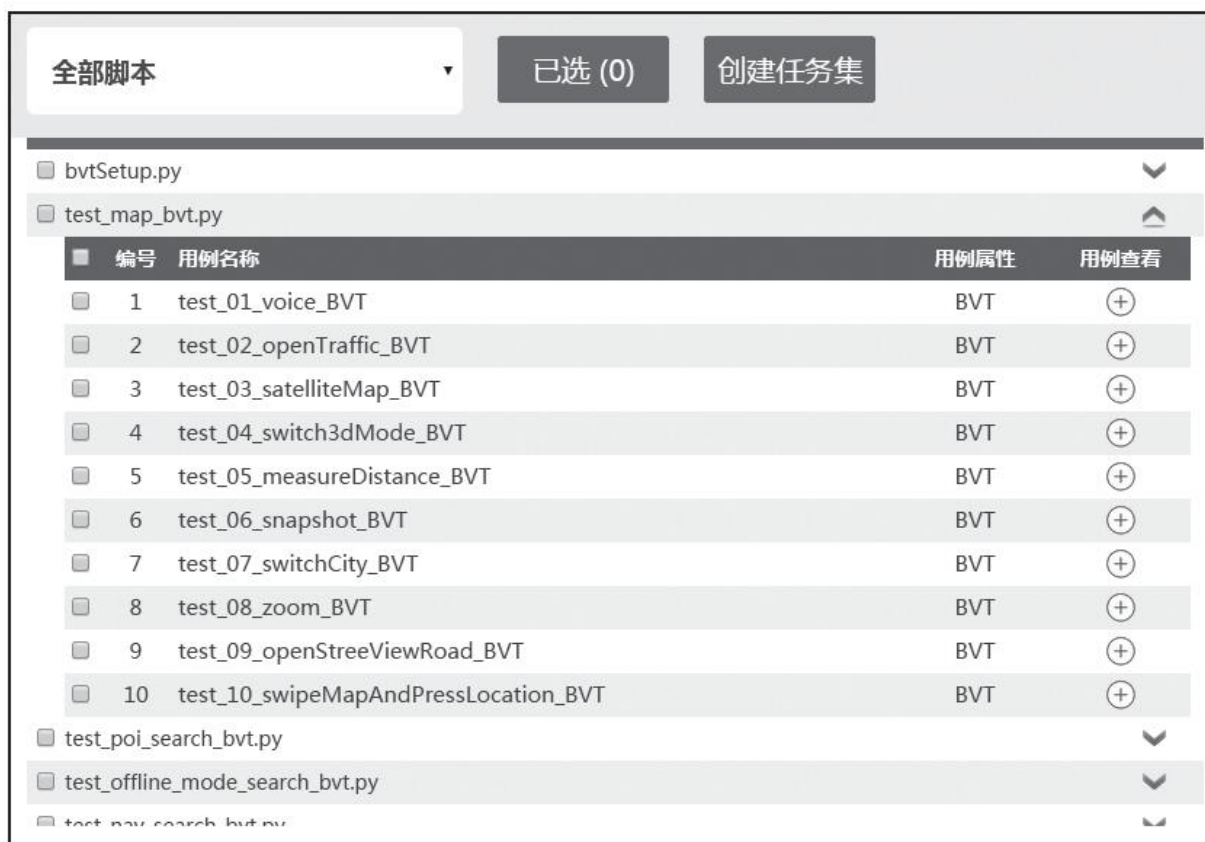 全部脚本 已选 (0) 创建任务集
bvtSetup.py
test_map_bvt.py
编号 用例名称 用例属性 用例查看
1 test_01_voice_BVT BVT
2 test_02_openTraffic_BVT BVT
3 test_03_satelliteMap_BVT BVT
4 test_04_switch3dMode_BVT BVT
5 test_05_measureDistance_BVT BVT
6 test_06_snapshot_BVT BVT
7 test_07_switchCity_BVT BVT
8 test_08_zoom_BVT BVT
9 test_09_openStreeViewRoad_BVT BVT
10 test_10_swipeMapAndPressLocation_BVT BVT
test_poi_search_bvt.py
test_offline_mode_search_bvt.py
test_nav_search_bvt.py